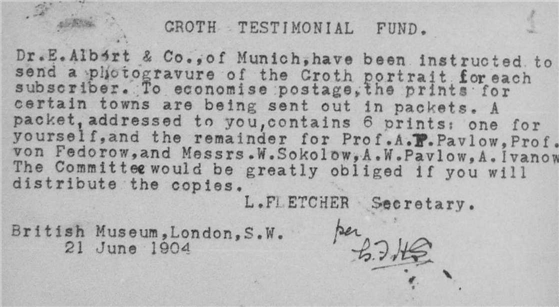 GROTH TESTIMONIAL FUND.
1
Dr.E.Albert & Co.,of Munich,have been instructed to
send a photogravure of the Groth portrait for each
subscriber. To economise postage,the prints for
certain towns are being sent out in packets. A
packet,addressed to you,contains 6 prints: one for
yourself,and the remainder for Prof.A.P.Pavlow,Prof.
von Fedorow,and Messrs.W.Sokolow,A.W.Pavlow,A.Ivanow
The Committee would be greatly obliged if you will
distribute the copies.
L.FLETCHER Secretary.
British Museum,London,S.W.
21 June 1904
per